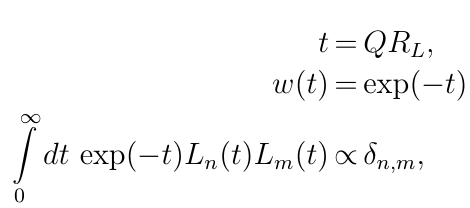 t = QR_L,
w(t) = exp(−t)
∫_0^∞ dt exp(−t)L_n(t)L_m(t) ∝ δ_{n,m},